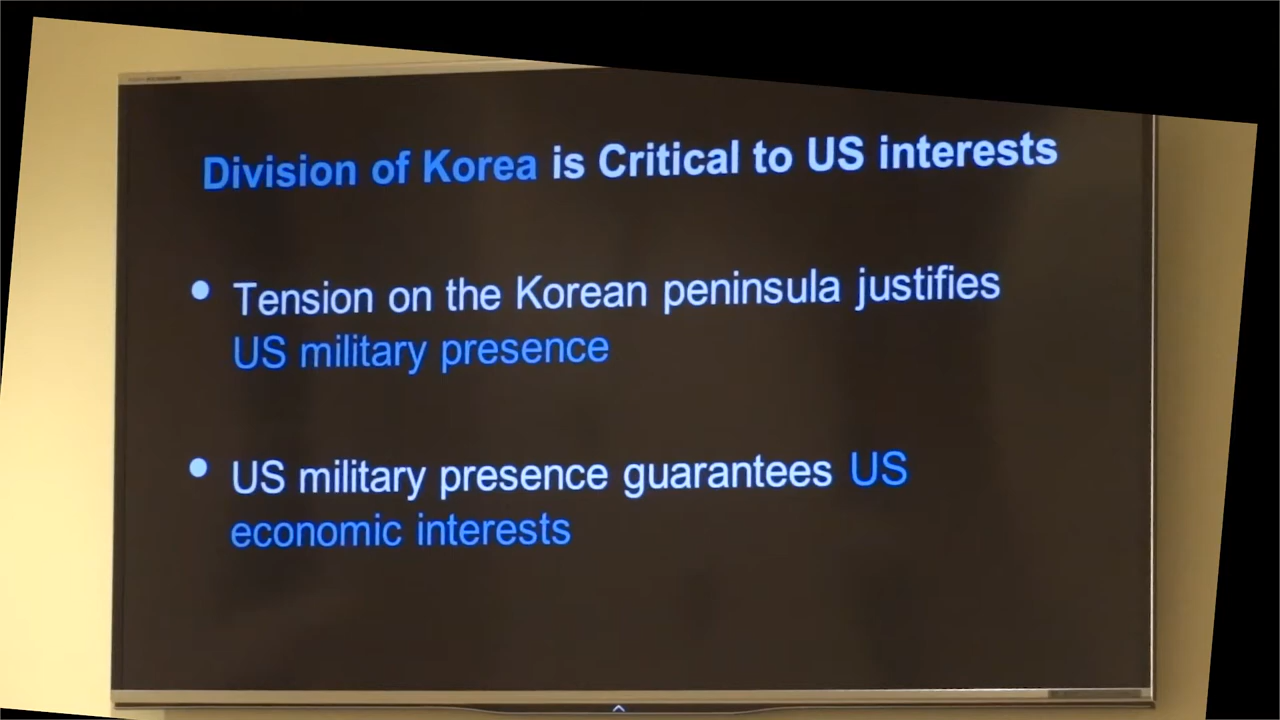 Division of Korea is Critical to US interests
• Tension on the Korean peninsula justifies
US military presence
• US military presence guarantees US
economic interests